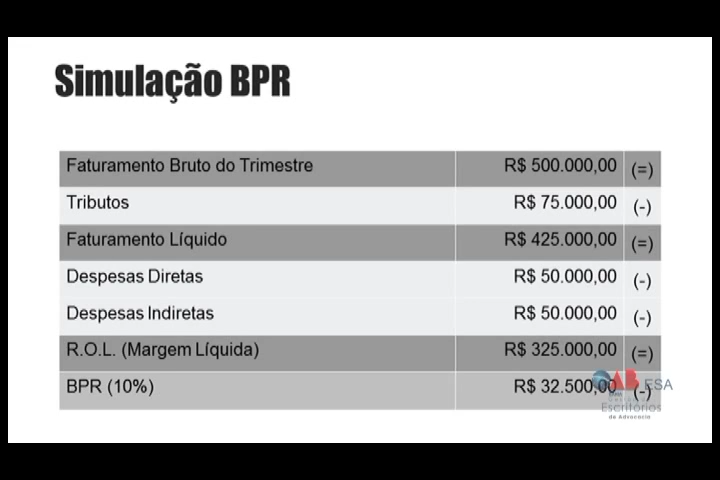 Simulação BPR
Faturamento Bruto do Trimestre R$ 500.000,00 (=)
Tributos R$ 75.000,00 (-)
Faturamento Líquido R$ 425.000,00 (=)
Despesas Diretas R$ 50.000,00 (-)
Despesas Indiretas R$ 50.000,00 (-)
R.O.L. (Margem Líquida) R$ 325.000,00 (=)
BPR (10%) R$ 32.500,00 (-)
OAB ESA
Escritórios
de Advocacia